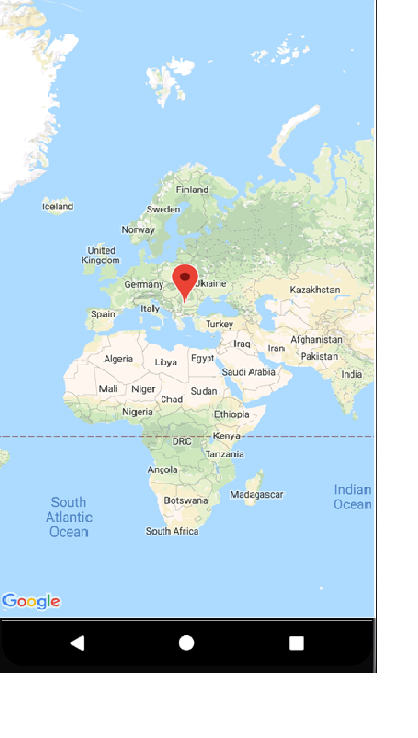 Iceland
Finland
Sweden
Norway
United
Kingdom
Germany
Ukraine
Kazakhstan
Spain
Italy
Turkey
Iraq
Iran
Afghanistan
Pakistan
Algeria
Libya
Egypt
Saudi Arabia
India
Mali
Niger
Chad
Sudan
Nigeria
Ethiopia
DRC
Kenya
Tanzania
Angola
Botswana
Madagascar
South Africa
South
Atlantic
Ocean
Indian
Ocean
Google